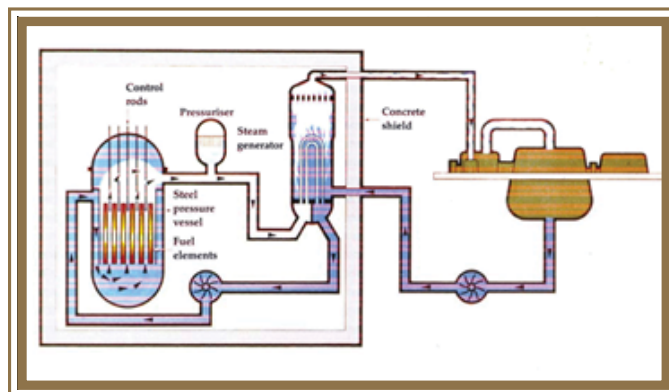 Control
rods
Pressuriser
Steam
generator
Concrete
shield
Steel
pressure
vessel
Fuel
elements